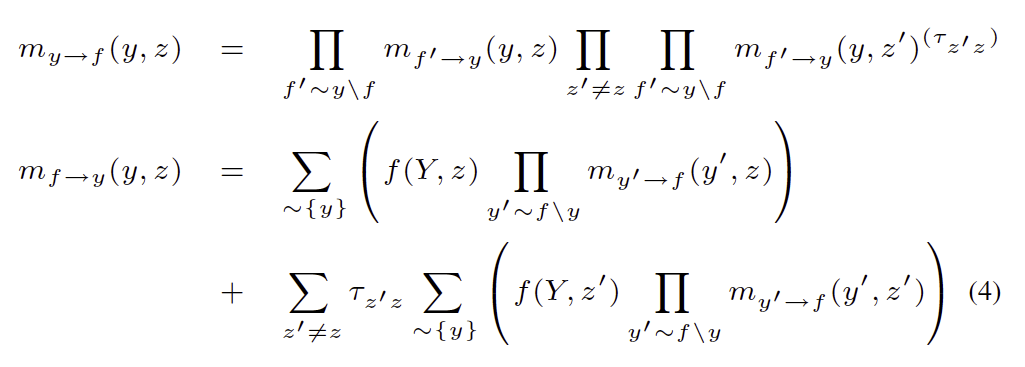 m_{y→f}(y, z) = ∏_{f′∼y\f} m_{f′→y}(y, z) ∏_{z′≠z} ∏_{f′∼y\f} m_{f′→y}(y, z′)^{(τ_{z′z})}
m_{f→y}(y, z) = ∑_{∼{y}} ( f(Y, z) ∏_{y′∼f\y} m_{y′→f}(y′, z) )
+ ∑_{z′≠z} τ_{z′z} ∑_{∼{y}} ( f(Y, z′) ∏_{y′∼f\y} m_{y′→f}(y′, z′) ) (4)